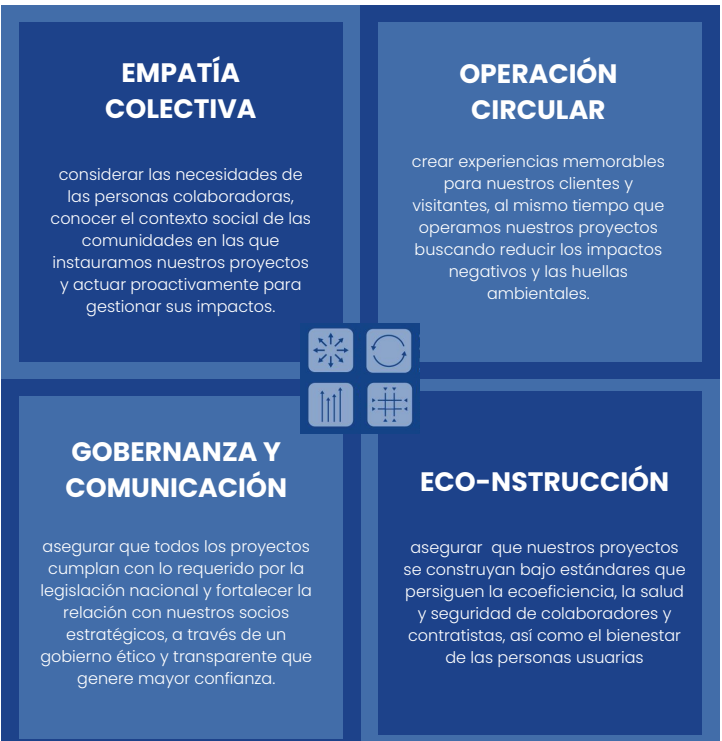 EMPATÍA
COLECTIVA
considerar las necesidades de
las personas colaboradoras,
conocer el contexto social de las
comunidades en las que
instauramos nuestros proyectos
y actuar proactivamente para
gestionar sus impactos.
OPERACIÓN
CIRCULAR
crear experiencias memorables
para nuestros clientes y
visitantes, al mismo tiempo que
operamos nuestros proyectos
buscando reducir los impactos
negativos y las huellas
ambientales.
GOBERNANZA Y
COMUNICACIÓN
asegurar que todos los proyectos
cumplan con lo requerido por la
legislación nacional y fortalecer la
relación con nuestros socios
estratégicos, a través de un
gobierno ético y transparente que
genere mayor confianza.
ECO-NSTRUCCIÓN
asegurar  que nuestros proyectos
se construyan bajo estándares que
persiguen la ecoeficiencia, la salud
y seguridad de colaboradores y
contratistas, así como el bienestar
de las personas usuarias